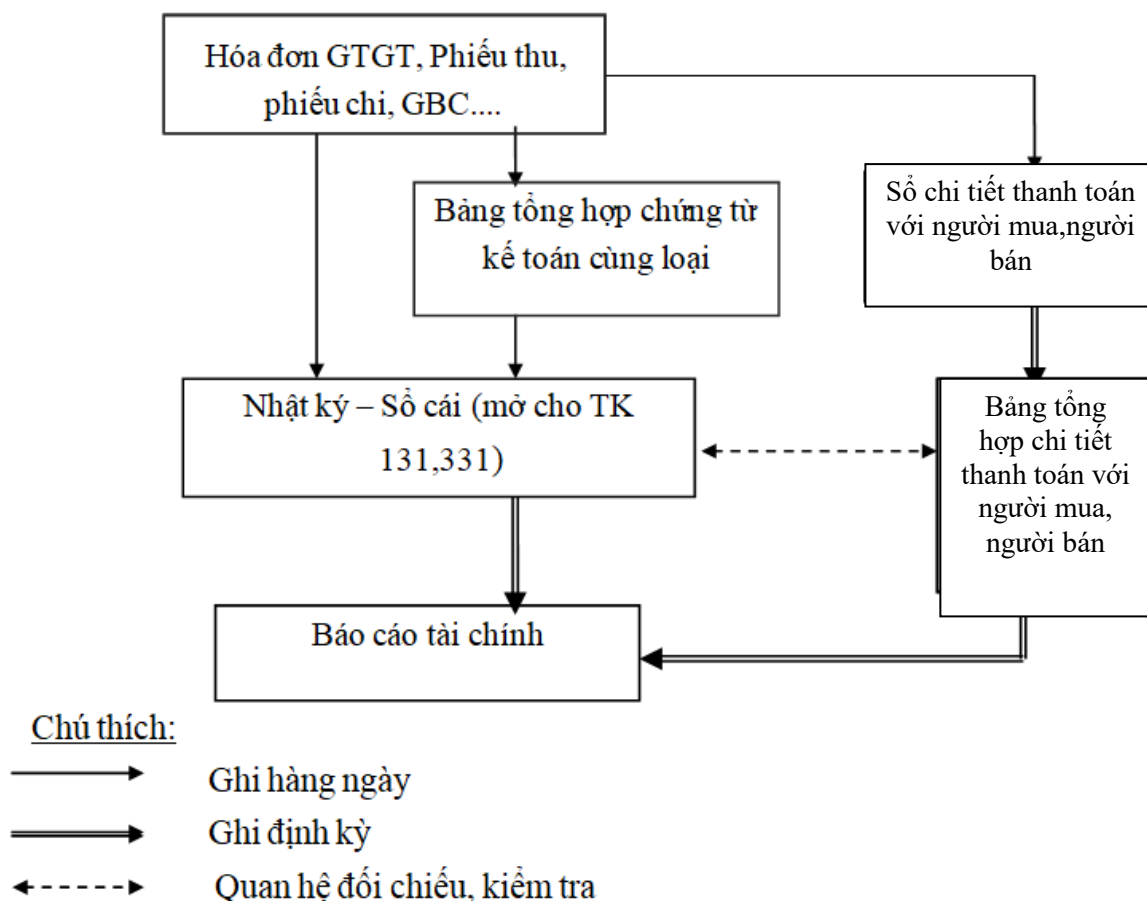 Hóa đơn GTGT, Phiếu thu,
phiếu chi, GBC....
Bảng tổng hợp chứng từ
kế toán cùng loại
Sổ chi tiết thanh toán
với người mua,người
bán
Nhật ký – Sổ cái (mở cho TK
131,331)
Bảng tổng
hợp chi tiết
thanh toán với
người mua,
người bán
Báo cáo tài chính
Chú thích:
Ghi hàng ngày
Ghi định kỳ
Quan hệ đối chiếu, kiểm tra